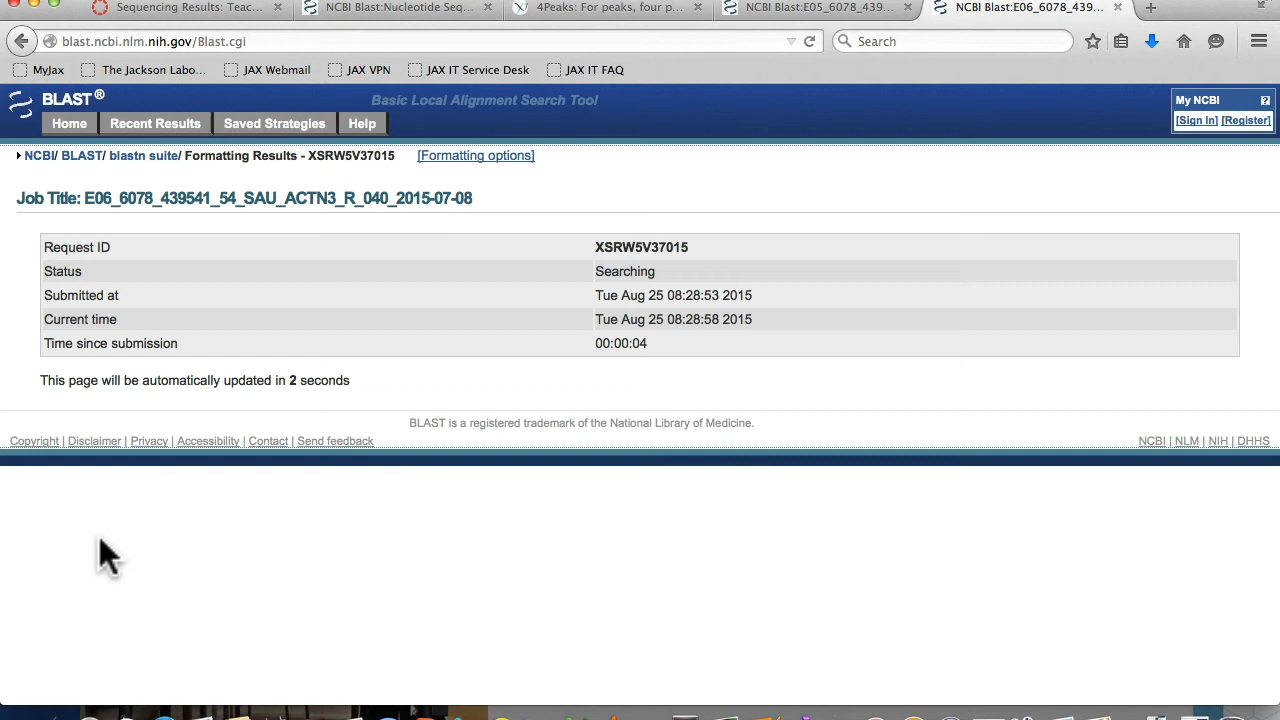 Sequencing Results: Teac...
NCBI Blast:Nucleotide Seq...
4Peaks: For peaks, four p...
NCBI Blast:E05_6078_439...
NCBI Blast:E06_6078_439...
blast.ncbi.nlm.nih.gov/Blast.cgi
Search
MyJax
The Jackson Labo...
JAX Webmail
JAX VPN
JAX IT Service Desk
JAX IT FAQ
BLAST®
Basic Local Alignment Search Tool
My NCBI
?
[Sign In] [Register]
Home
Recent Results
Saved Strategies
Help
NCBI/ BLAST/ blastn suite/ Formatting Results - XSRW5V37015 [Formatting options]
Job Title: E06_6078_439541_54_SAU_ACTN3_R_040_2015-07-08
Request ID XSRW5V37015
Status Searching
Submitted at Tue Aug 25 08:28:53 2015
Current time Tue Aug 25 08:28:58 2015
Time since submission 00:00:04
This page will be automatically updated in 2 seconds
BLAST is a registered trademark of the National Library of Medicine.
Copyright | Disclaimer | Privacy | Accessibility | Contact | Send feedback
NCBI | NLM | NIH | DHHS